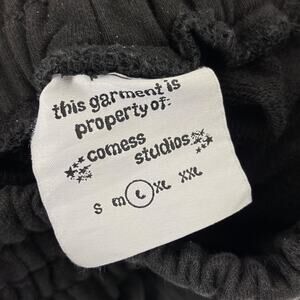 this garment is
property of:
comess
studios
s m L xL xxL